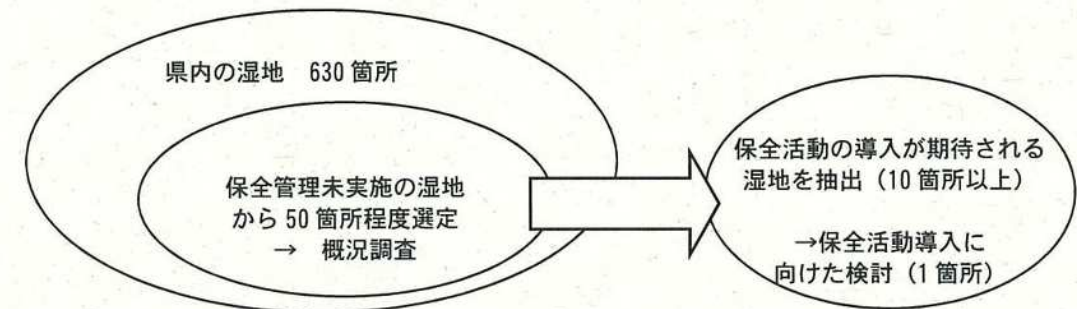 県内の湿地　630 箇所
保全管理未実施の湿地
から 50 箇所程度選定
→　概況調査
保全活動の導入が期待される
湿地を抽出（10 箇所以上）
→保全活動導入に
向けた検討（1 箇所）